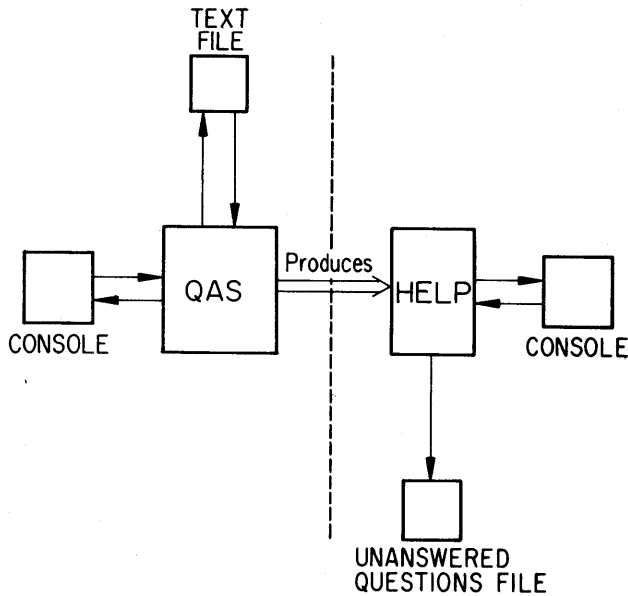 TEXT
FILE
Produces
QAS
HELP
CONSOLE
CONSOLE
UNANSWERED
QUESTIONS FILE